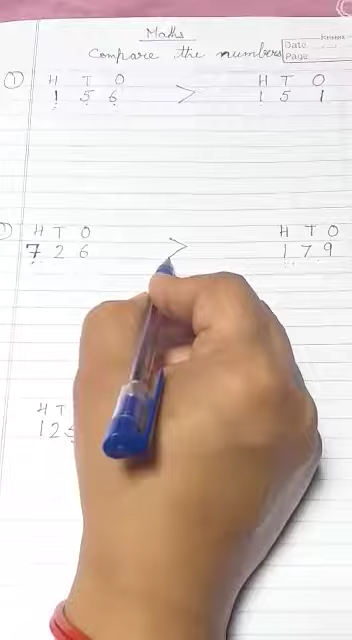 Maths
Compare the numbers
Date
Page
① H T O H T O
1 5 6 > 1 5 1
H T O H T O
7 2 6 > 1 7 9
H T
1 2